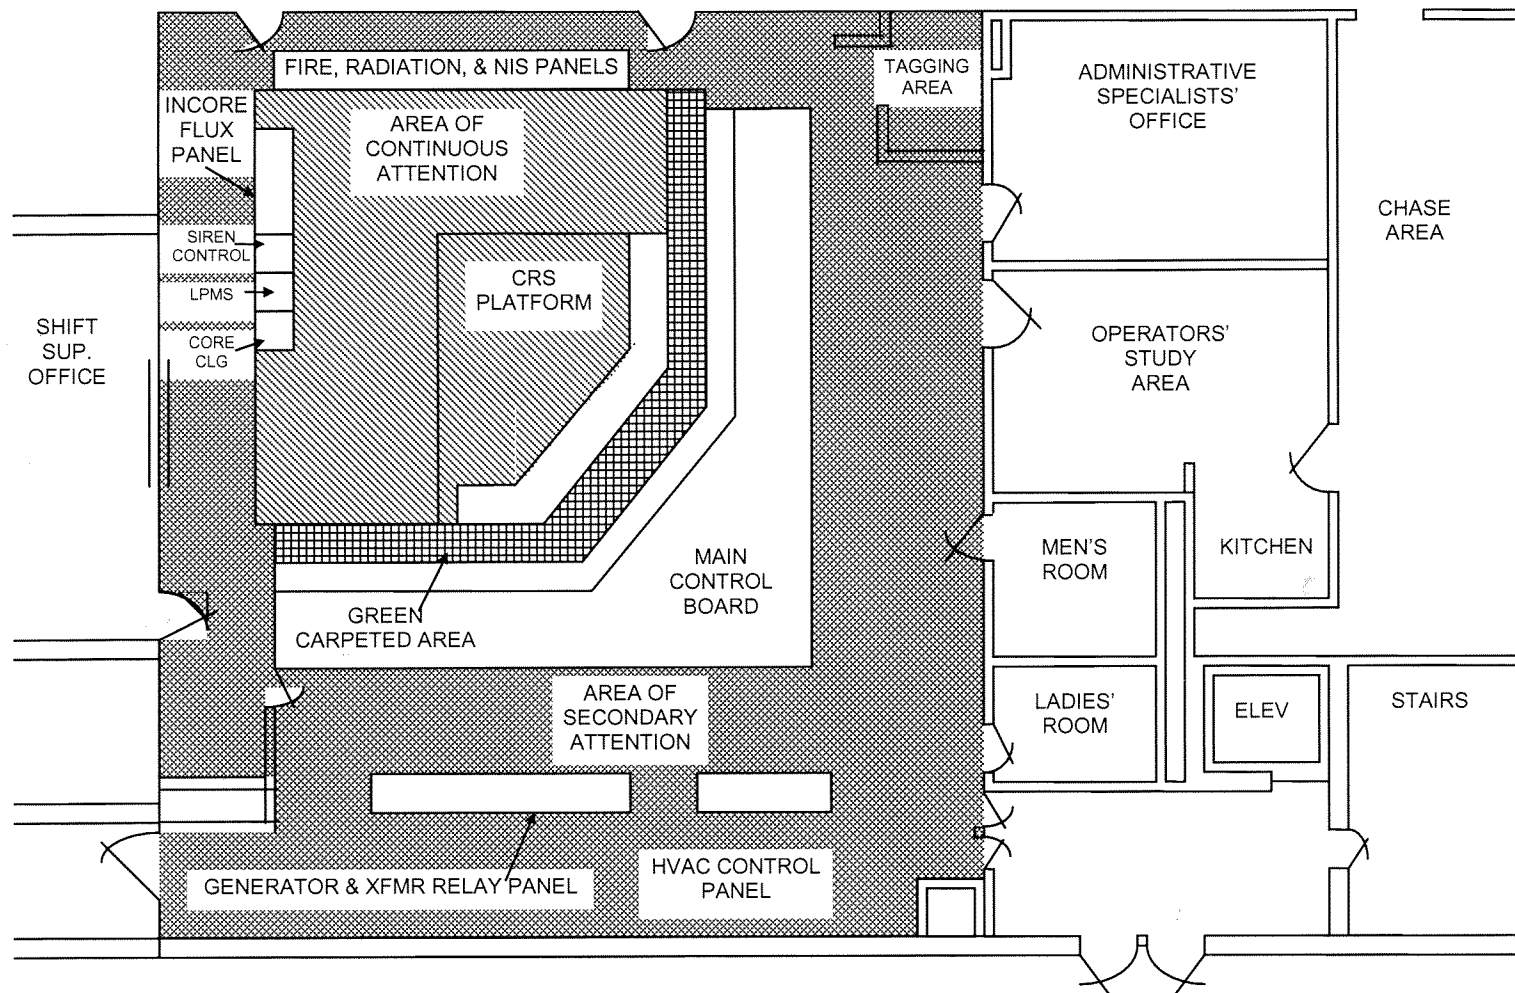 FIRE, RADIATION, & NIS PANELS
TAGGING
AREA
ADMINISTRATIVE
SPECIALISTS'
OFFICE
INCORE
FLUX
PANEL
AREA OF
CONTINUOUS
ATTENTION
CHASE
AREA
SIREN
CONTROL
LPMS
CORE
CLG
CRS
PLATFORM
SHIFT
SUP.
OFFICE
OPERATORS'
STUDY
AREA
MEN'S
ROOM
KITCHEN
MAIN
CONTROL
BOARD
GREEN
CARPETED AREA
AREA OF
SECONDARY
ATTENTION
LADIES'
ROOM
ELEV
STAIRS
HVAC CONTROL
PANEL
GENERATOR & XFMR RELAY PANEL